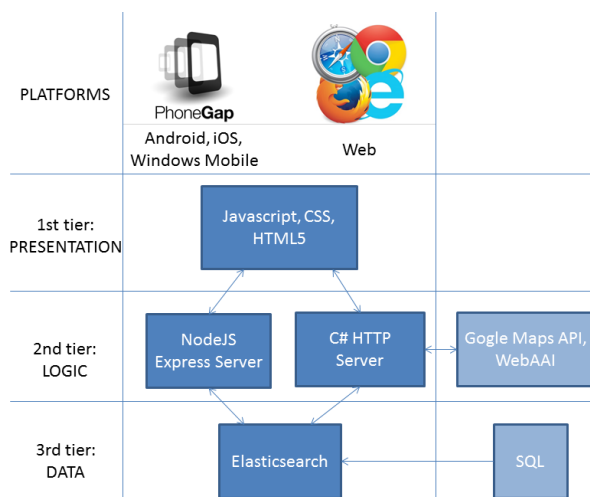 PLATFORMS
PhoneGap
Android, iOS,
Windows Mobile
Web
1st tier:
PRESENTATION
Javascript, CSS,
HTML5
2nd tier:
LOGIC
NodeJS
Express Server
C# HTTP
Server
Gogle Maps API,
WebAAI
3rd tier:
DATA
Elasticsearch
SQL